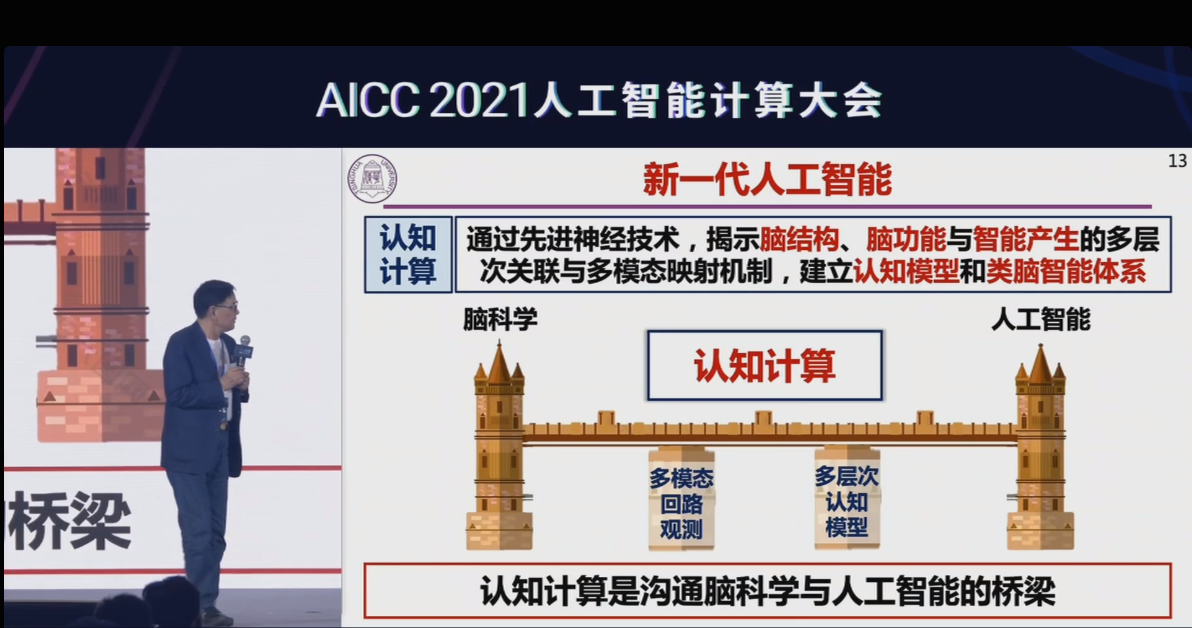 AICC 2021人工智能计算大会
桥梁
TSINGHUA UNIVERSITY
新一代人工智能
13
认知
计算
通过先进神经技术，揭示脑结构、脑功能与智能产生的多层
次关联与多模态映射机制，建立认知模型和类脑智能体系
脑科学
人工智能
认知计算
多模态
回路
观测
多层次
认知
模型
认知计算是沟通脑科学与人工智能的桥梁